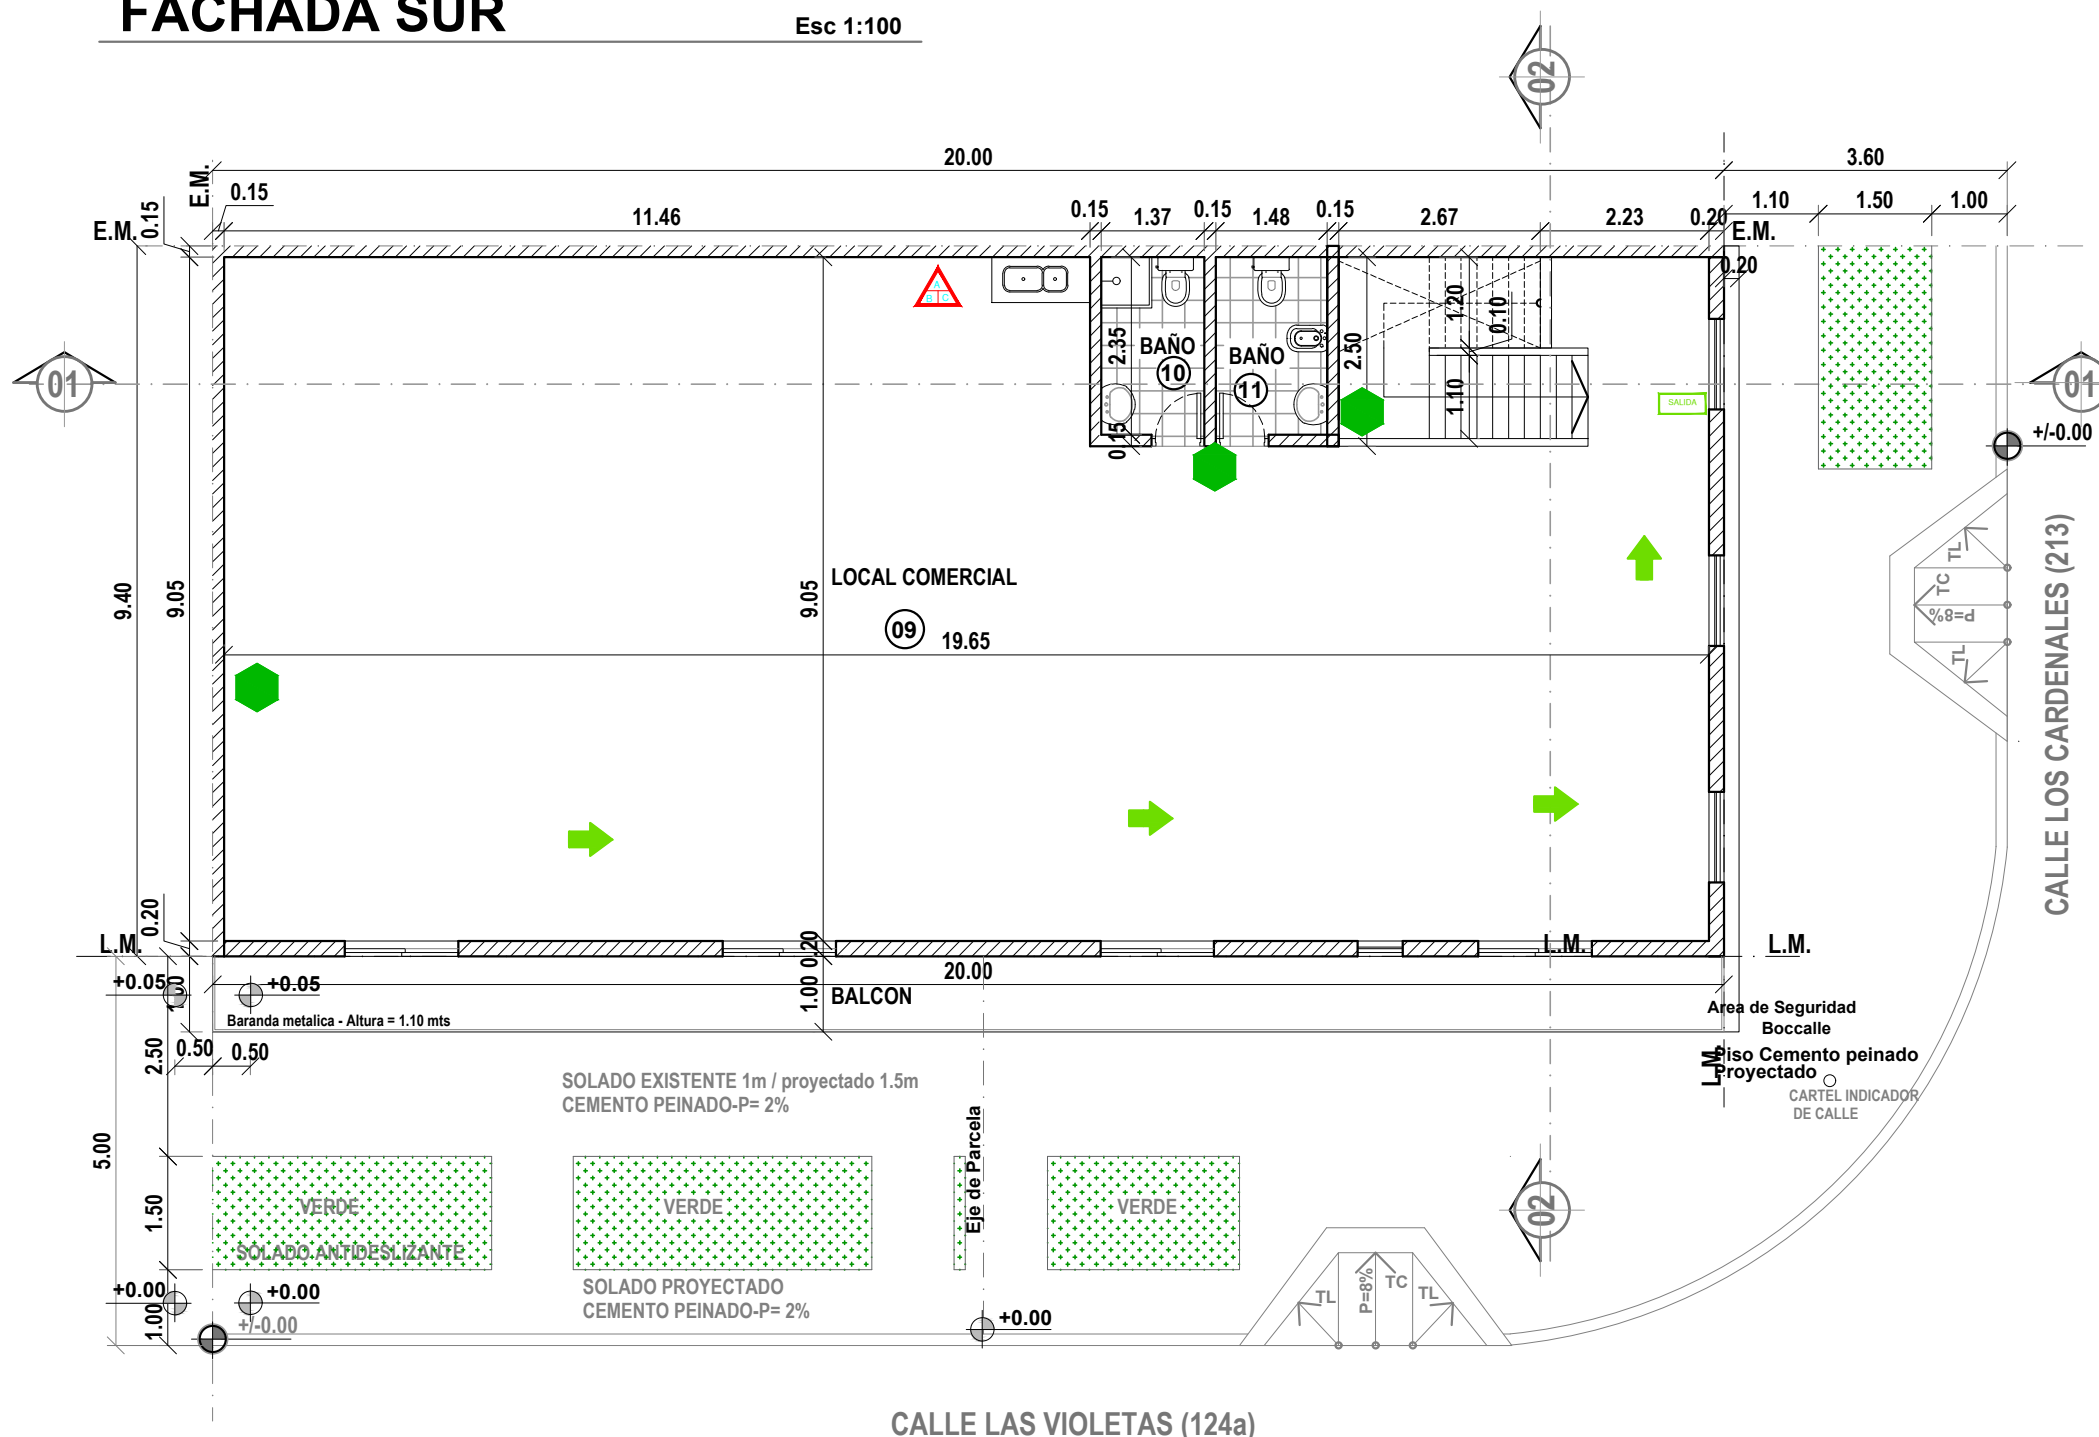 FACHADA SUR
Esc 1:100
02
20.00
3.60
E.M.
0.15
0.15
11.46
0.15
1.37
0.15
1.48
0.15
2.67
2.23
0.20
1.10
1.50
1.00
E.M.
E.M.
0.20
A
B C
2.35
BAÑO
10
BAÑO
11
2.50
1.20
0.10
1.10
0.15
SALIDA
01
01
+/-0.00
9.40
9.05
9.05
LOCAL COMERCIAL
09
19.65
TL
TC
P=8%
TL
CALLE LOS CARDENALES (213)
0.20
L.M.
0.20
L.M.
L.M.
+0.05
1.00
+0.05
20.00
1.00
BALCON
Baranda metalica - Altura = 1.10 mts
Area de Seguridad
Boccalle
Piso Cemento peinado
Proyectado
L.M.
CARTEL INDICADOR
DE CALLE
2.50
0.50
0.50
SOLADO EXISTENTE 1m / proyectado 1.5m
CEMENTO PEINADO-P= 2%
5.00
Eje de Parcela
1.50
VERDE
VERDE
VERDE
SOLADO ANTIDESLIZANTE
02
SOLADO PROYECTADO
CEMENTO PEINADO-P= 2%
+0.00
+0.00
1.00
+/-0.00
+0.00
TL
P=8%
TC
TL
CALLE LAS VIOLETAS (124a)